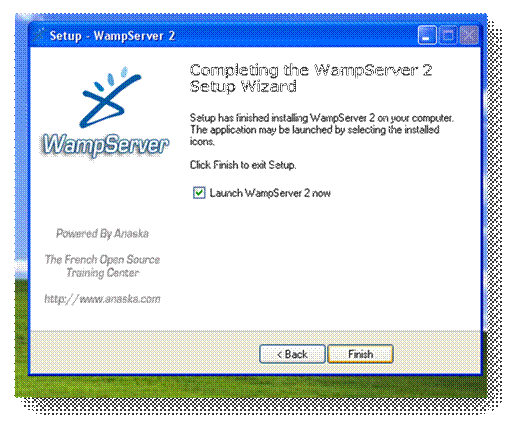 Setup - WampServer 2
Completing the WampServer 2
Setup Wizard
Setup has finished installing WampServer 2 on your computer.
The application may be launched by selecting the installed
icons.
Click Finish to exit Setup.
Launch WampServer 2 now
WampServer
Powered By Anaska
The French Open Source
Training Center
http://www.anaska.com
< Back
Finish